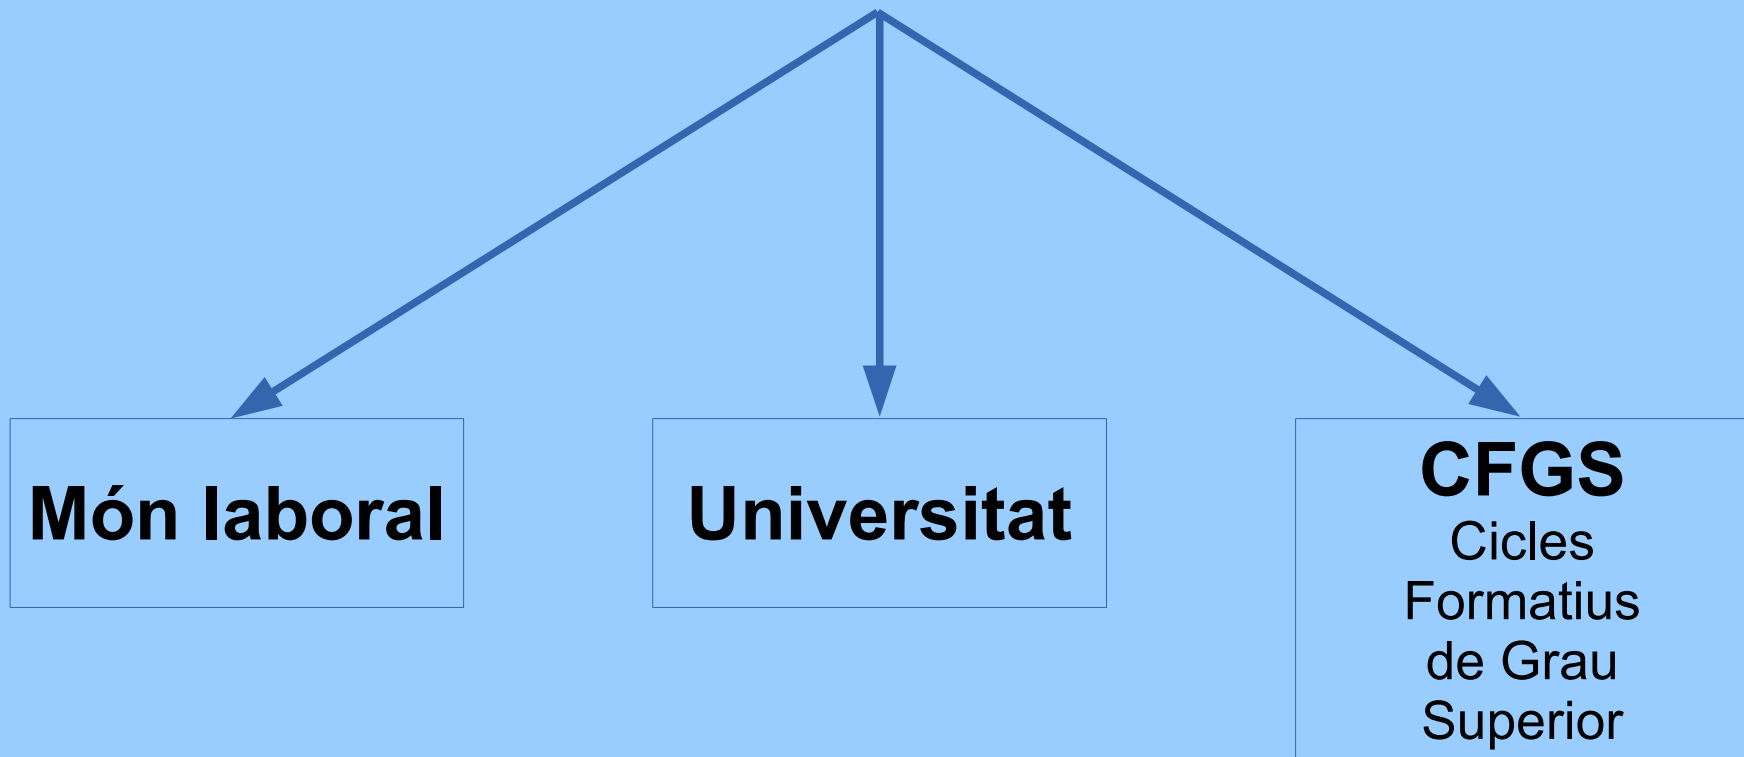 Món laboral
Universitat
CFGS
Cicles
Formatius
de Grau
Superior